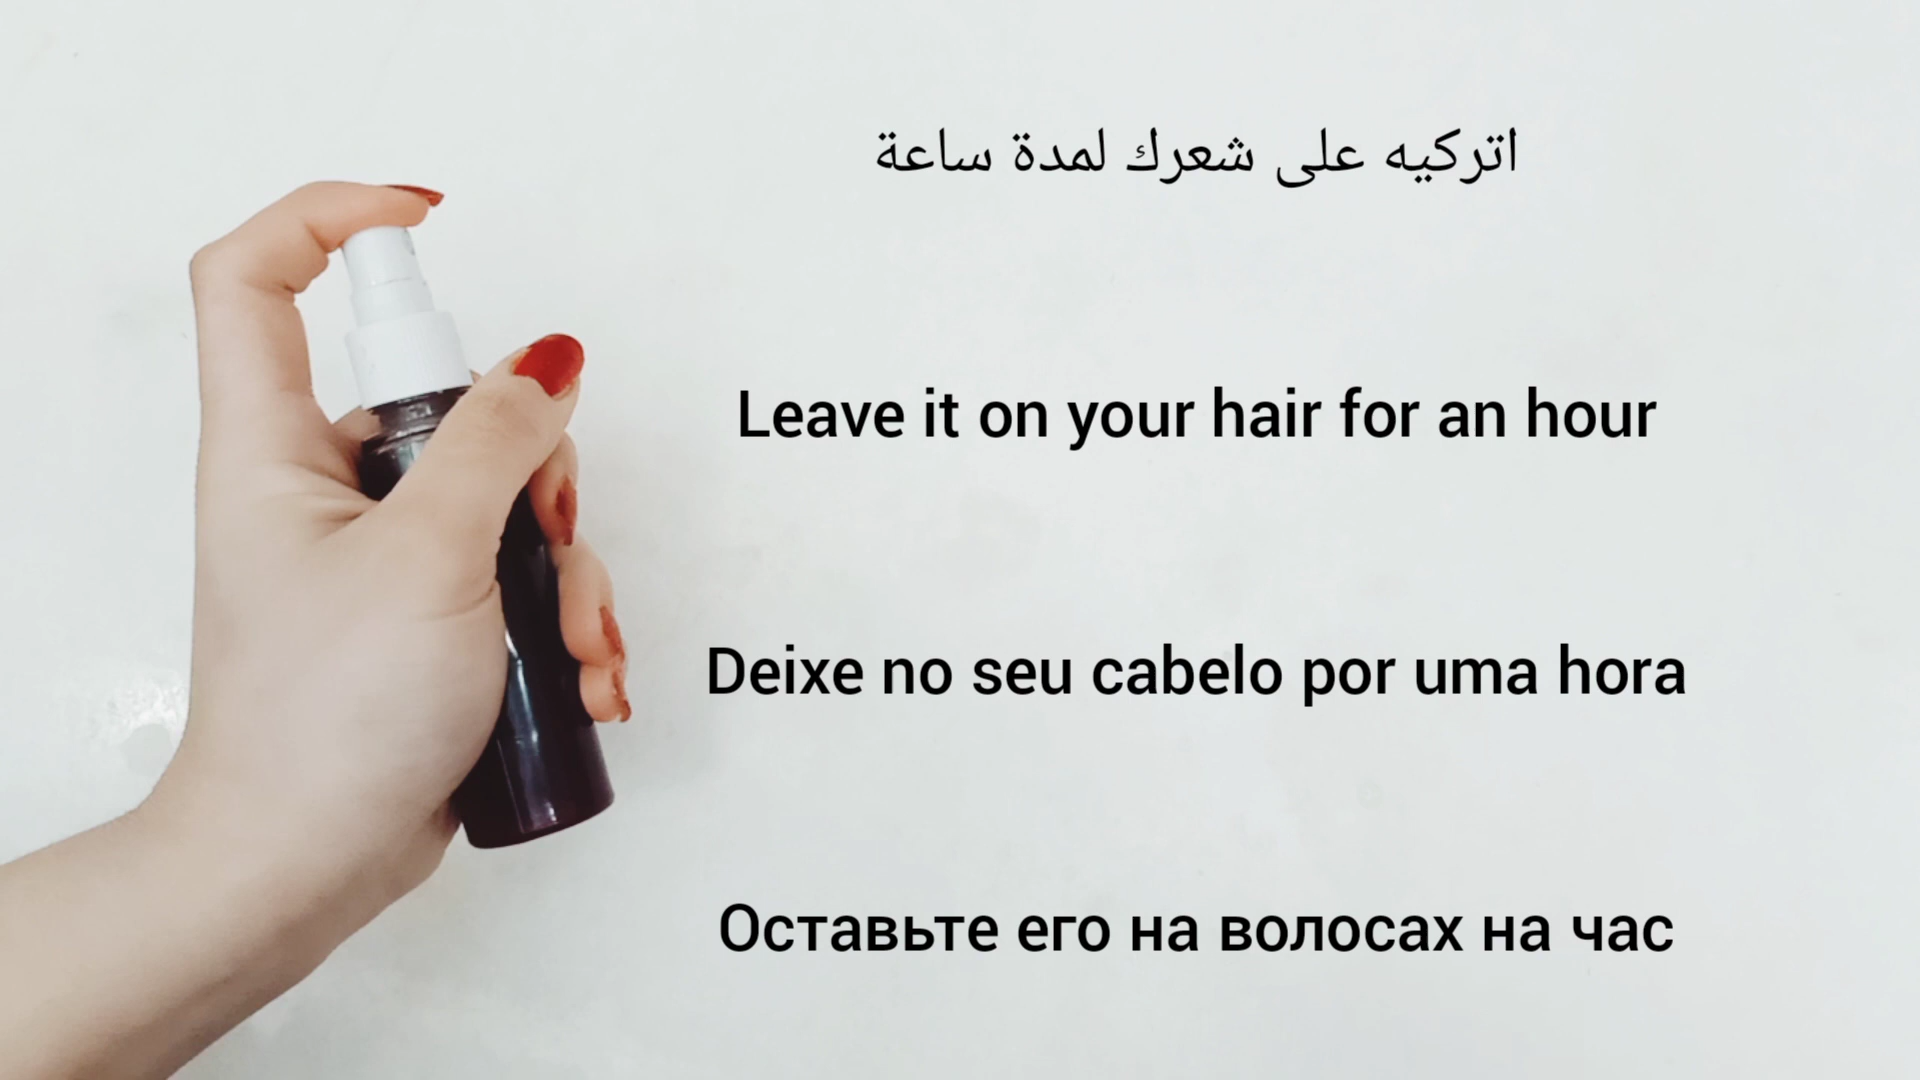 اتركيه على شعرك لمدة ساعة
Leave it on your hair for an hour
Deixe no seu cabelo por uma hora
Оставьте его на волосах на час